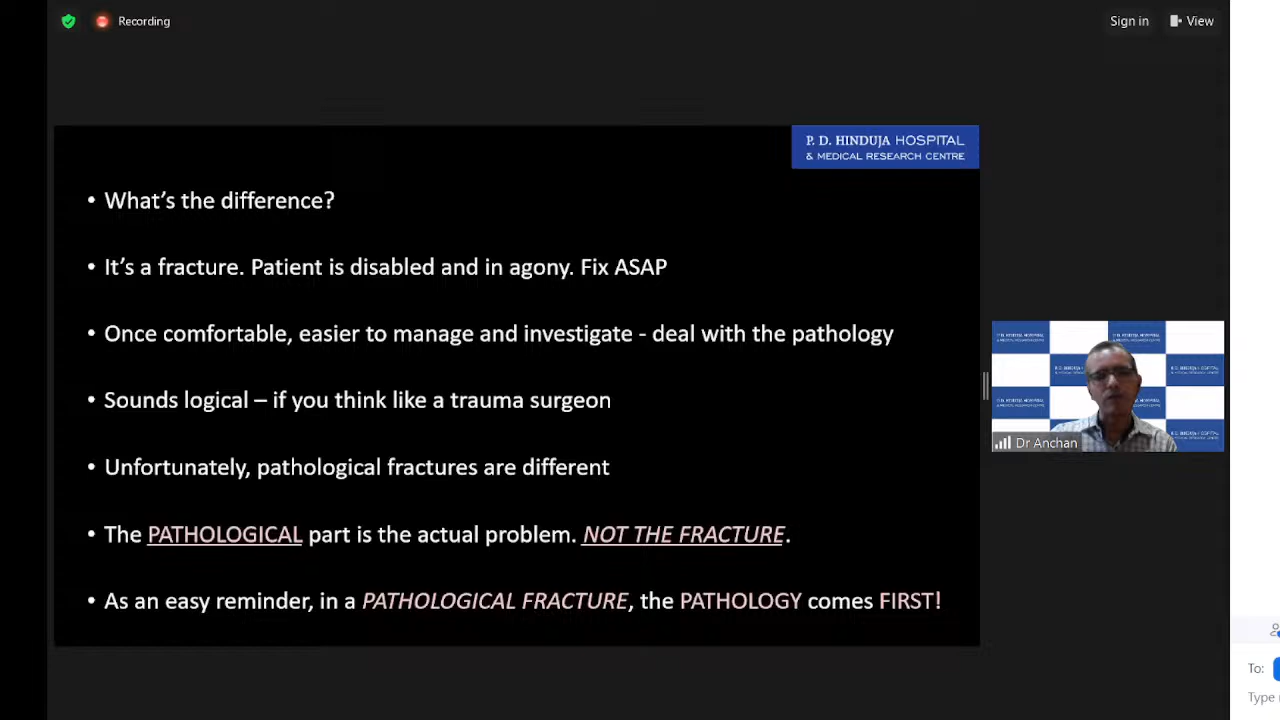 Recording
Sign in
View
P. D. HINDUJA HOSPITAL
& MEDICAL RESEARCH CENTRE
• What's the difference?
• It's a fracture. Patient is disabled and in agony. Fix ASAP
• Once comfortable, easier to manage and investigate - deal with the pathology
• Sounds logical – if you think like a trauma surgeon
• Unfortunately, pathological fractures are different
• The PATHOLOGICAL part is the actual problem. NOT THE FRACTURE.
• As an easy reminder, in a PATHOLOGICAL FRACTURE, the PATHOLOGY comes FIRST!
Dr Anchan
To:
Type